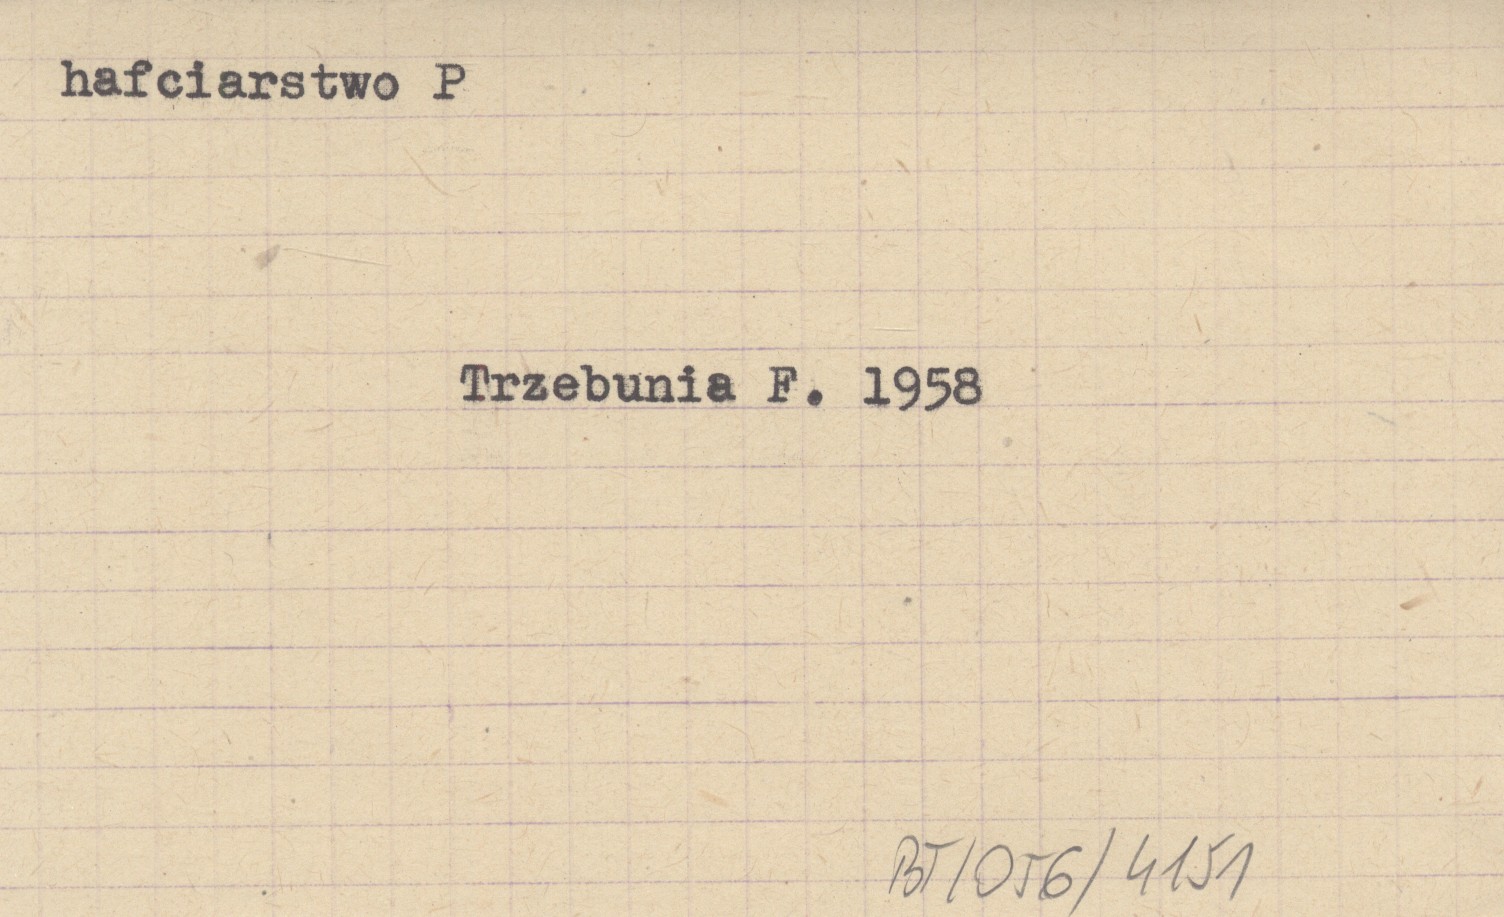 hafciarstwo P
Trzebunia F. 1958
BT/056/4151